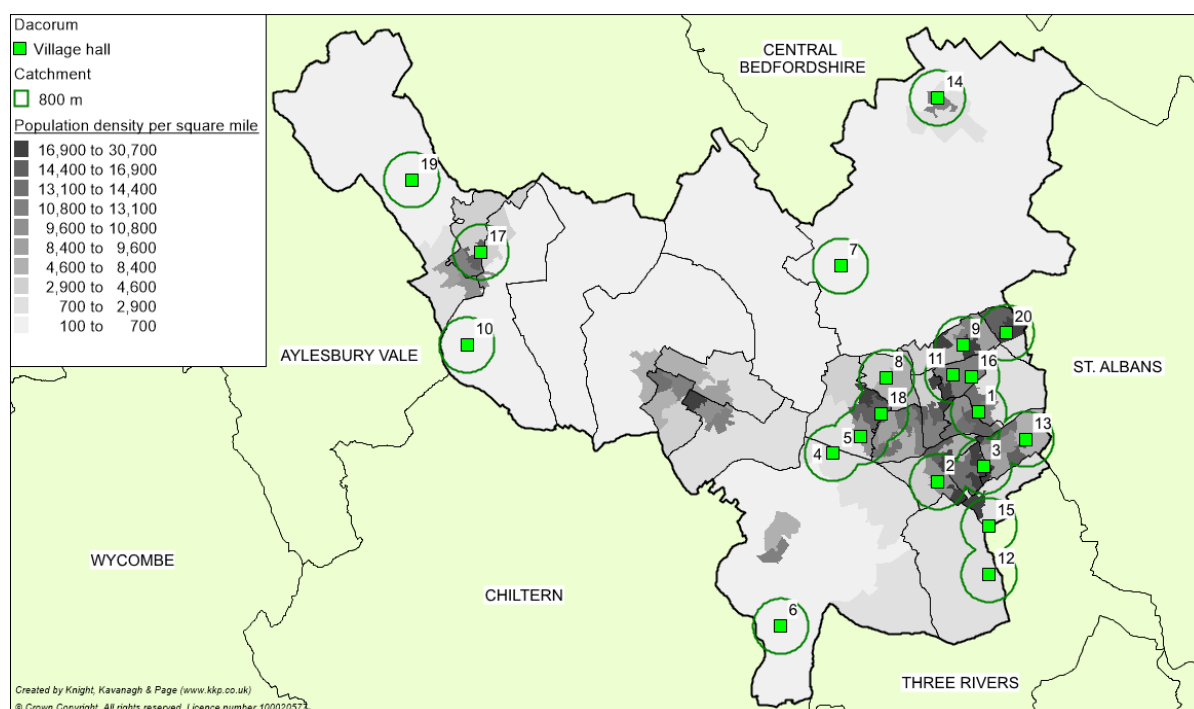 Dacorum
Village hall
Catchment
800 m
Population density per square mile
16,900 to 30,700
14,400 to 16,900
13,100 to 14,400
10,800 to 13,100
9,600 to 10,800
8,400 to 9,600
4,600 to 8,400
2,900 to 4,600
700 to 2,900
100 to 700
CENTRAL
BEDFORDSHIRE
14
19
17
7
10
AYLESBURY VALE
20
9
ST. ALBANS
11
16
8
1
18
13
5
4
3
2
15
WYCOMBE
12
CHILTERN
6
THREE RIVERS
Created by Knight, Kavanagh & Page (www.kkp.co.uk)
© Crown Copyright. All rights reserved. Licence number 100020577